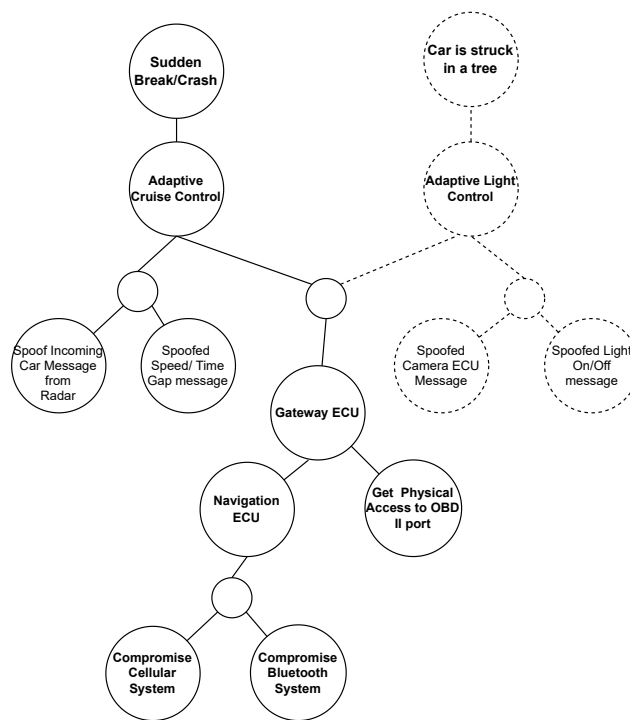 Sudden
Break/Crash
Car is struck
in a tree
Adaptive
Cruise Control
Adaptive Light
Control
Spoof Incoming
Car Message
from
Radar
Spoofed
Speed/ Time
Gap message
Spoofed
Camera ECU
Message
Spoofed Light
On/Off
message
Gateway ECU
Navigation
ECU
Get Physical
Access to OBD
II port
Compromise
Cellular
System
Compromise
Bluetooth
System